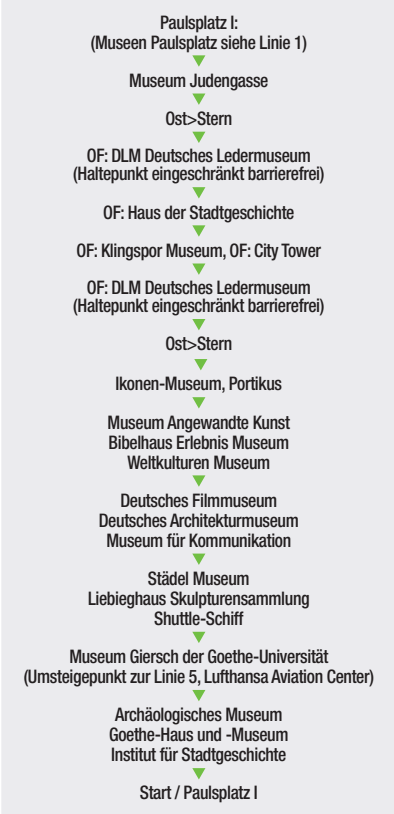 Paulsplatz I:
(Museen Paulsplatz siehe Linie 1)
Museum Judengasse
Ost>Stern
OF: DLM Deutsches Ledermuseum
(Haltepunkt eingeschränkt barrierefrei)
OF: Haus der Stadtgeschichte
OF: Klingspor Museum, OF: City Tower
OF: DLM Deutsches Ledermuseum
(Haltepunkt eingeschränkt barrierefrei)
Ost>Stern
Ikonen-Museum, Portikus
Museum Angewandte Kunst
Bibelhaus Erlebnis Museum
Weltkulturen Museum
Deutsches Filmmuseum
Deutsches Architekturmuseum
Museum für Kommunikation
Städel Museum
Liebieghaus Skulpturensammlung
Shuttle-Schiff
Museum Giersch der Goethe-Universität
(Umsteigepunkt zur Linie 5, Lufthansa Aviation Center)
Archäologisches Museum
Goethe-Haus und -Museum
Institut für Stadtgeschichte
Start / Paulsplatz I